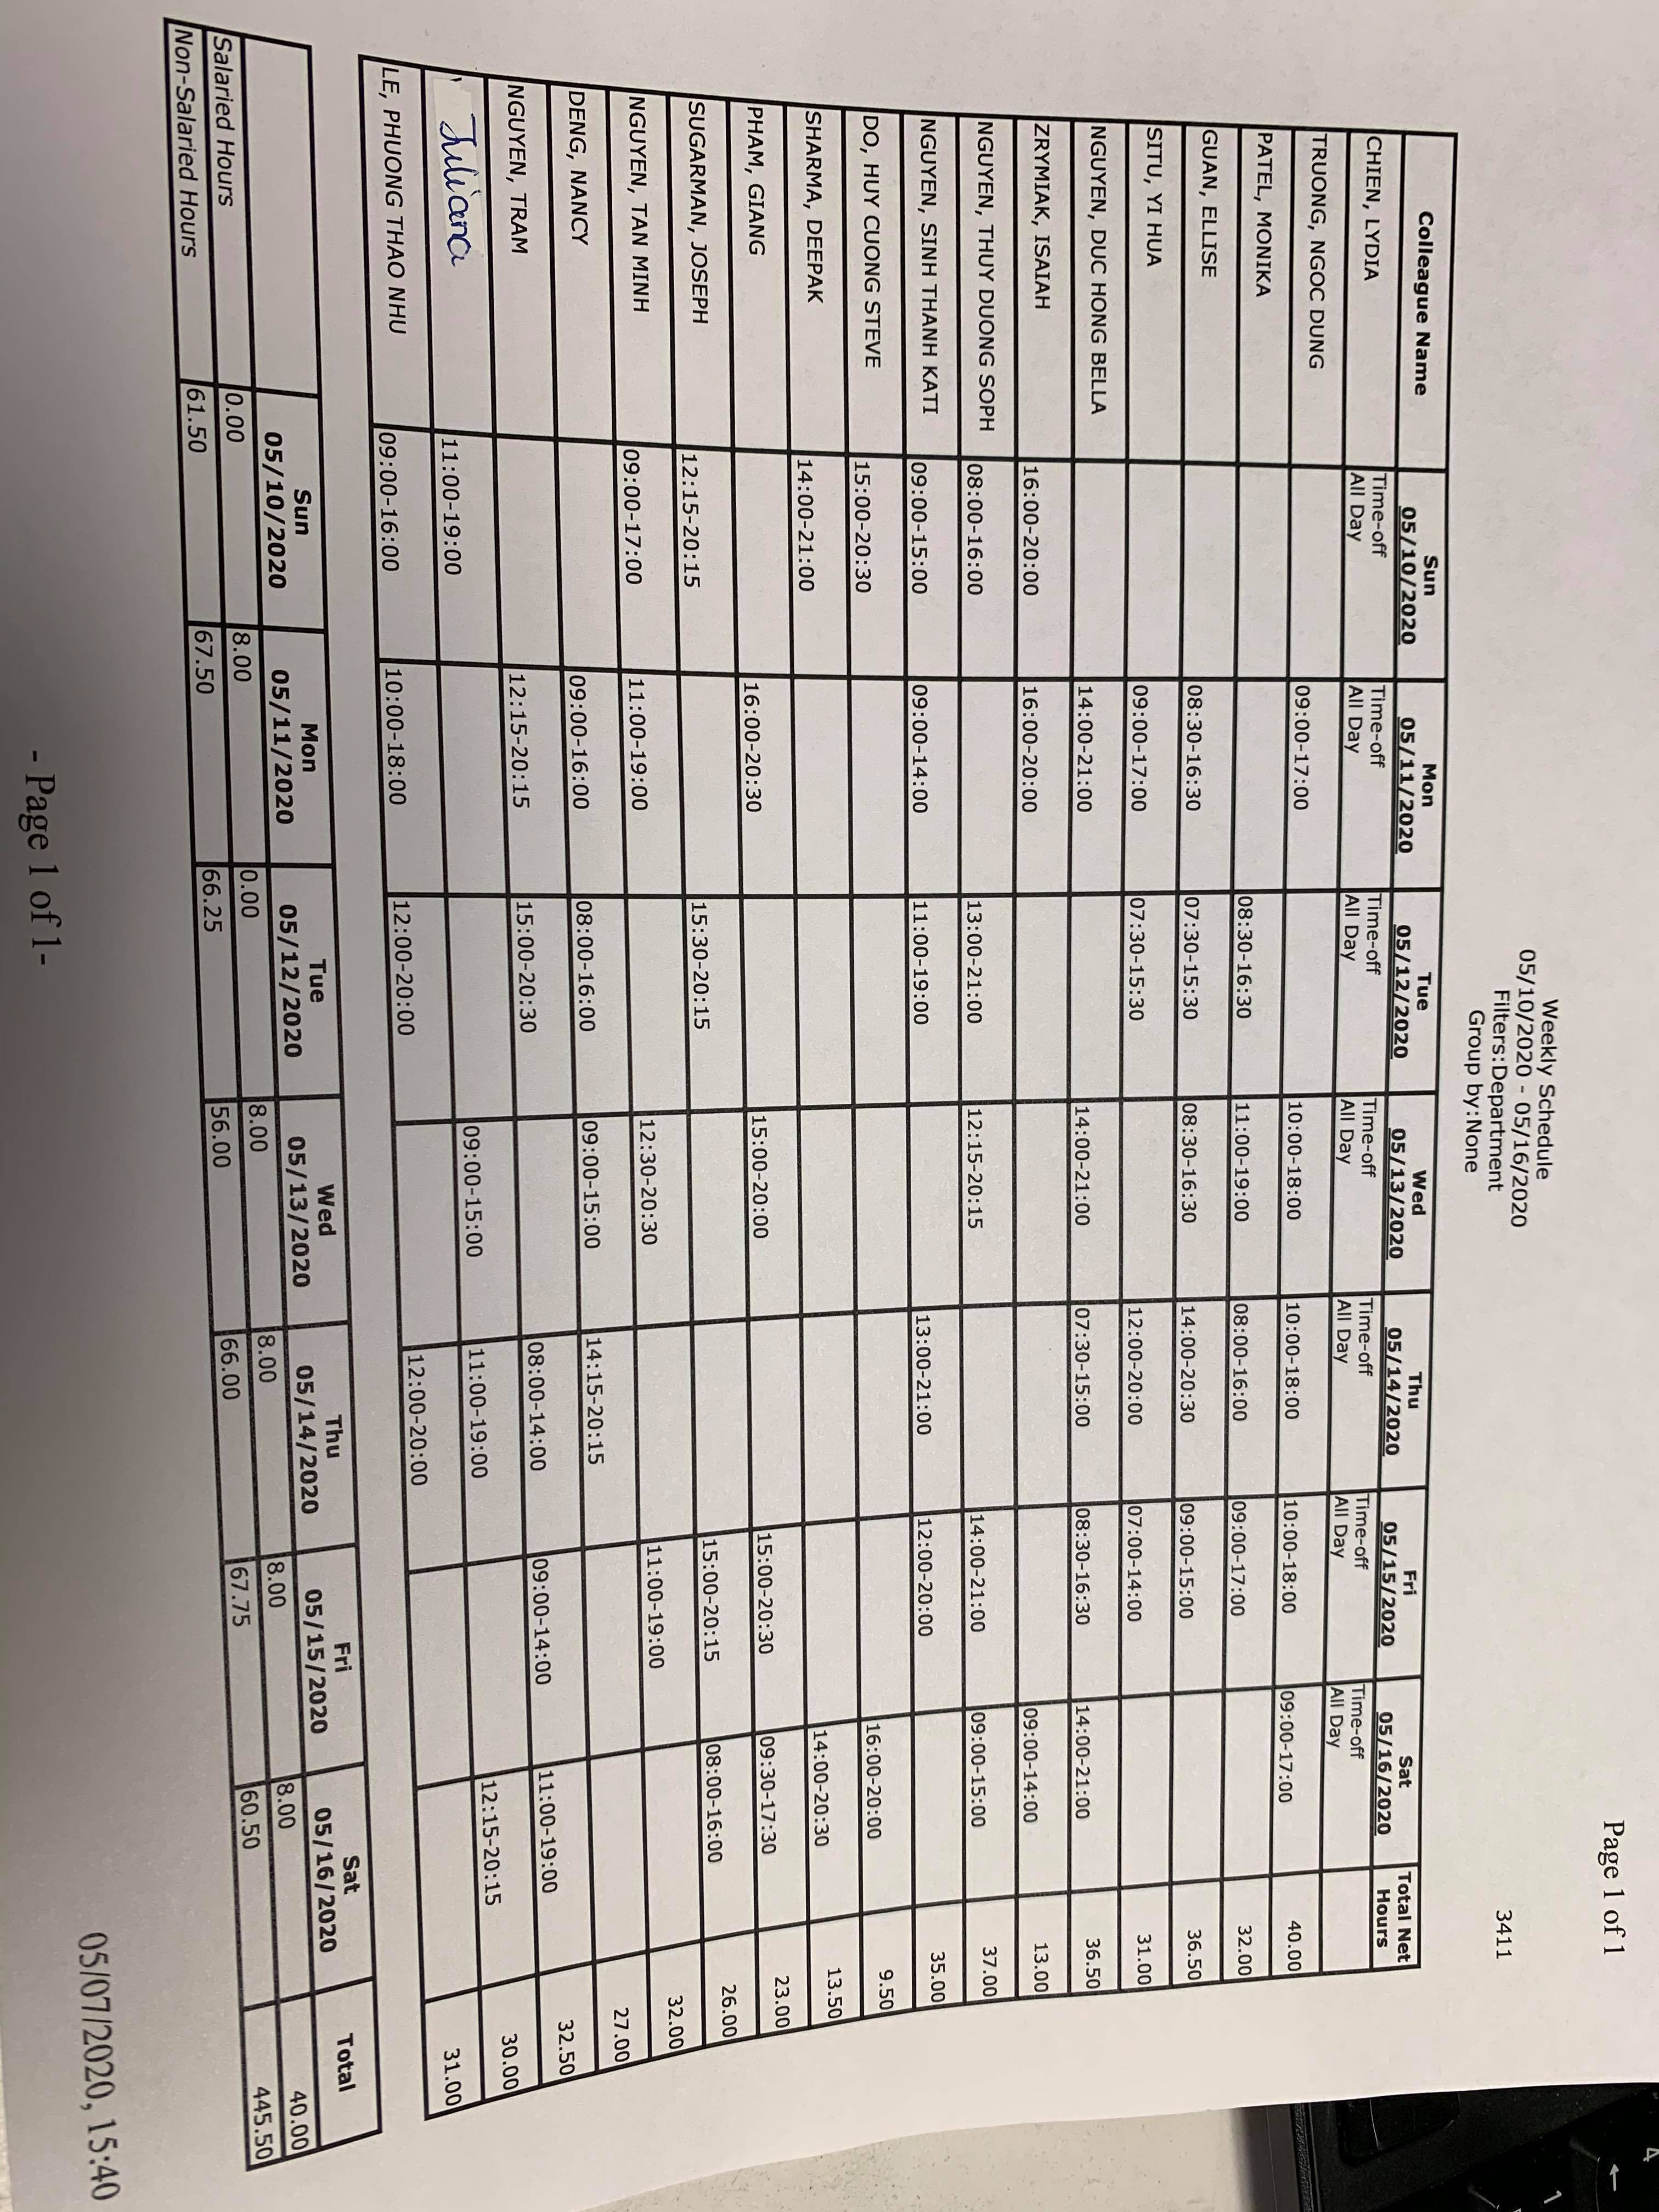 Page 1 of 1
Weekly Schedule
05/10/2020 - 05/16/2020
Filters:Department
Group by:None
3411
Colleague Name Sun 05/10/2020 Mon 05/11/2020 Tue 05/12/2020 Wed 05/13/2020 Thu 05/14/2020 Fri 05/15/2020 Sat 05/16/2020 Total Net Hours
CHIEN, LYDIA Time-off All Day Time-off All Day Time-off All Day Time-off All Day Time-off All Day Time-off All Day Time-off All Day
TRUONG, NGOC DUNG 09:00-17:00 10:00-18:00 10:00-18:00 10:00-18:00 09:00-17:00 40.00
PATEL, MONIKA 08:30-16:30 11:00-19:00 08:00-16:00 09:00-17:00 32.00
GUAN, ELLISE 08:30-16:30 07:30-15:30 08:30-16:30 14:00-20:30 09:00-15:00 36.50
SITU, YI HUA 09:00-17:00 07:30-15:30 12:00-20:00 07:00-14:00 31.00
NGUYEN, DUC HONG BELLA 14:00-21:00 14:00-21:00 07:30-15:00 08:30-16:30 14:00-21:00 36.50
ZRYMIAK, ISAIAH 16:00-20:00 16:00-20:00 09:00-14:00 13.00
NGUYEN, THUY DUONG SOPH 08:00-16:00 13:00-21:00 12:15-20:15 14:00-21:00 09:00-15:00 37.00
NGUYEN, SINH THANH KATI 09:00-15:00 09:00-14:00 11:00-19:00 13:00-21:00 12:00-20:00 35.00
DO, HUY CUONG STEVE 15:00-20:30 16:00-20:00 9.50
SHARMA, DEEPAK 14:00-21:00 14:00-20:30 13.50
PHAM, GIANG 16:00-20:30 15:00-20:00 15:00-20:30 09:30-17:30 23.00
SUGARMAN, JOSEPH 12:15-20:15 15:30-20:15 15:00-20:15 08:00-16:00 26.00
NGUYEN, TAN MINH 09:00-17:00 11:00-19:00 12:30-20:30 11:00-19:00 32.00
DENG, NANCY 09:00-16:00 08:00-16:00 09:00-15:00 14:15-20:15 27.00
NGUYEN, TRAM 12:15-20:15 15:00-20:30 08:00-14:00 09:00-14:00 11:00-19:00 32.50
Juliana 11:00-19:00 09:00-15:00 11:00-19:00 12:15-20:15 30.00
LE, PHUONG THAO NHU 09:00-16:00 10:00-18:00 12:00-20:00 12:00-20:00 31.00
Sun 05/10/2020 Mon 05/11/2020 Tue 05/12/2020 Wed 05/13/2020 Thu 05/14/2020 Fri 05/15/2020 Sat 05/16/2020 Total
Salaried Hours 0.00 8.00 0.00 8.00 8.00 8.00 8.00 40.00
Non-Salaried Hours 61.50 67.50 66.25 56.00 66.00 67.75 60.50 445.50
05/07/2020, 15:40
- Page 1 of 1-